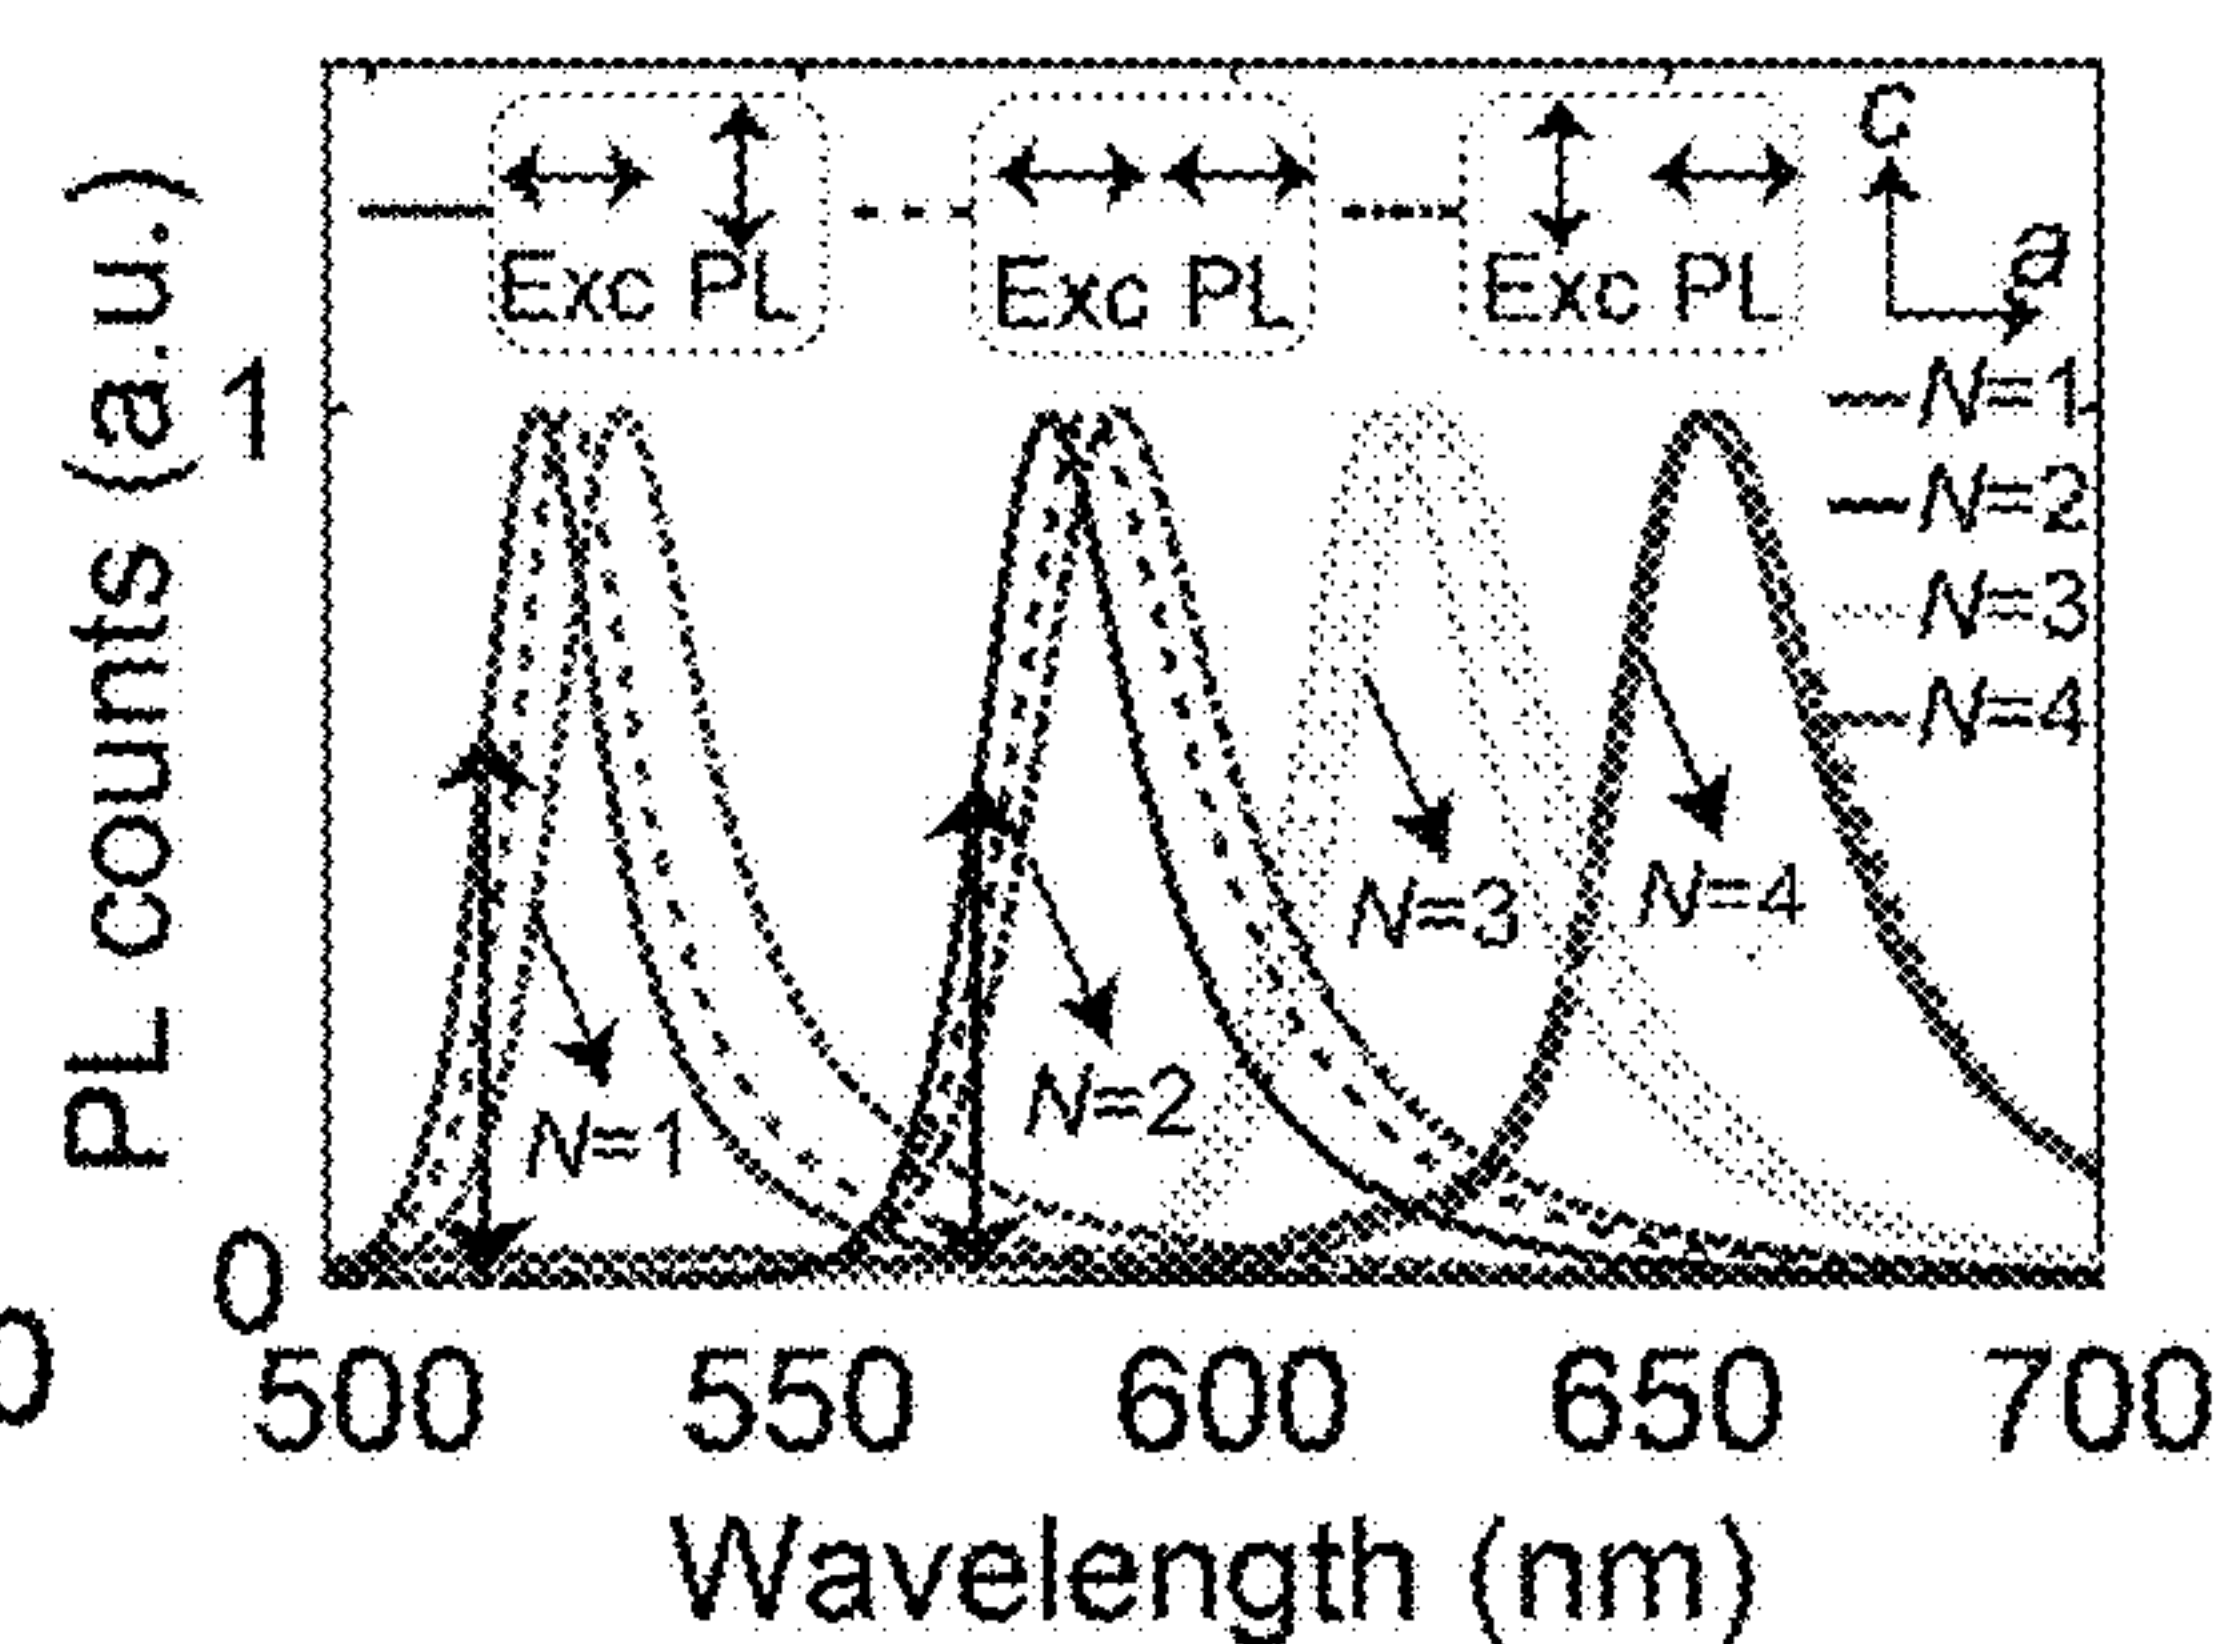 c
a
Exc PL
Exc PL
Exc PL
PL counts (a.u.)
1
N=1
N=2
N=3
N=4
N=3
N=4
N=2
N=1
0
0
500
550
600
650
700
Wavelength (nm)